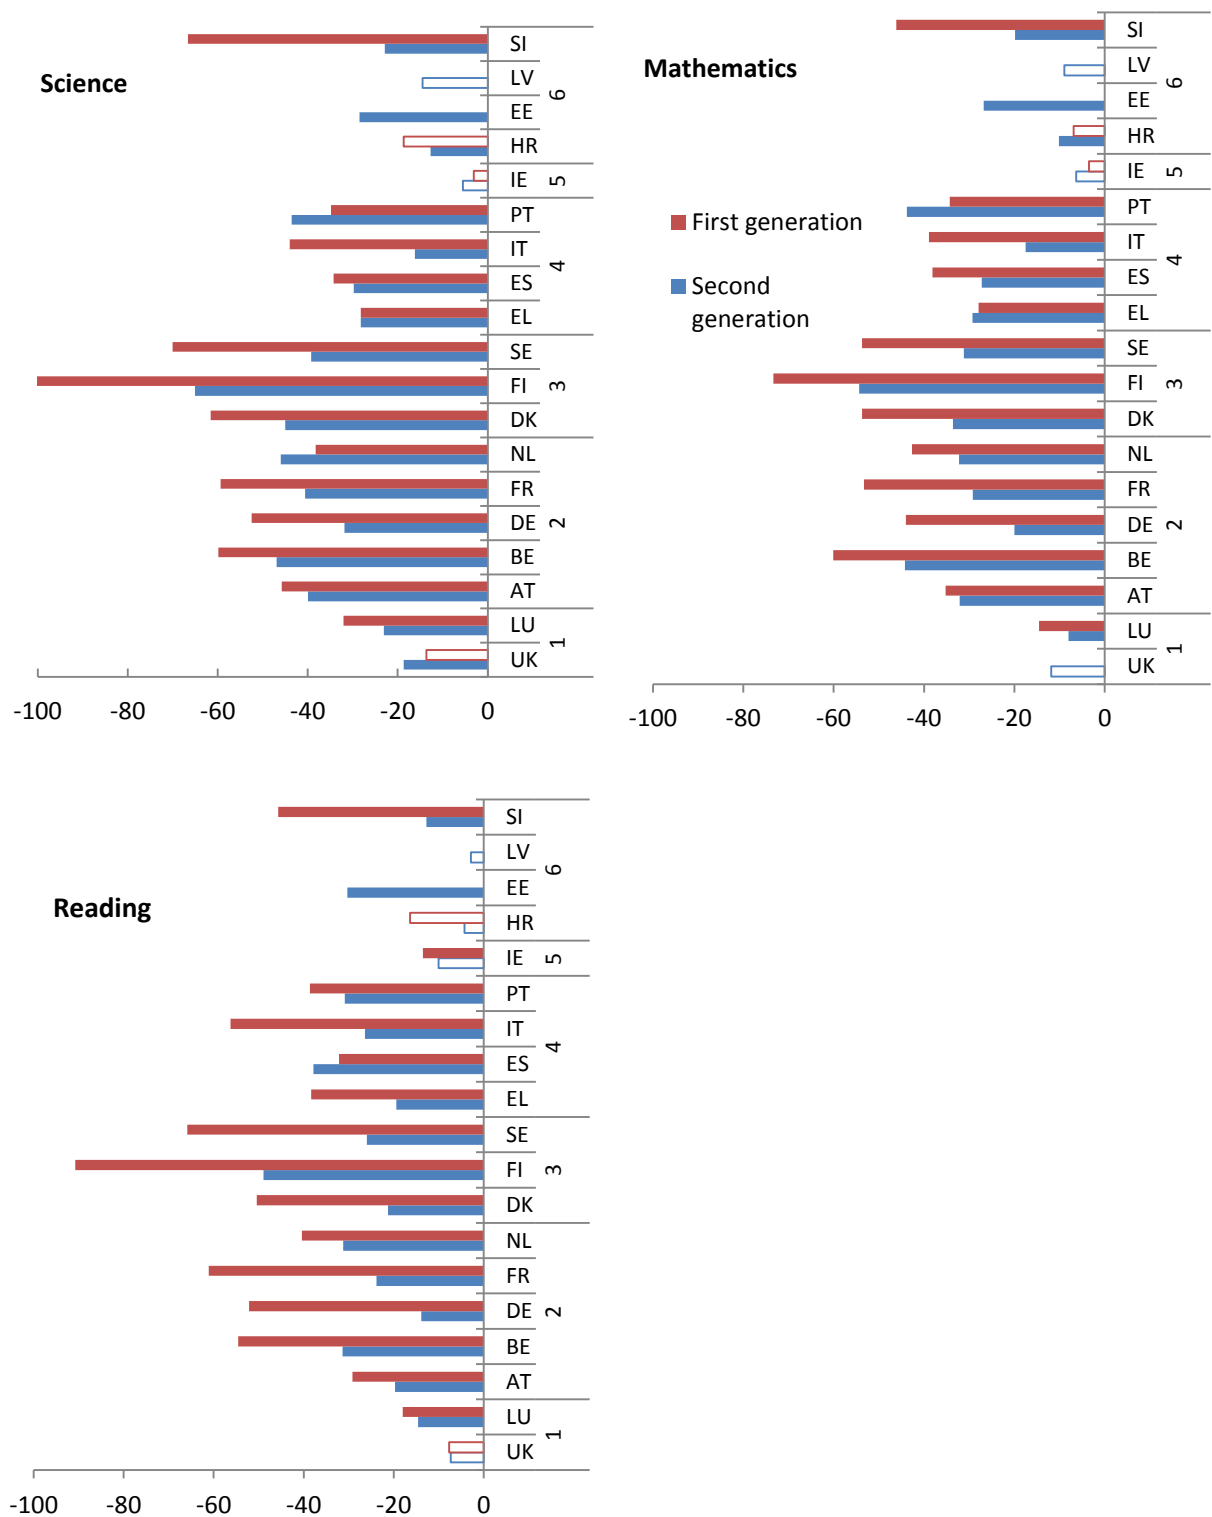 Science
SI
LV
EE
HR
6
IE
5
PT
IT
ES
EL
4
SE
FI
DK
3
NL
FR
DE
BE
AT
2
LU
UK
1
-100 -80 -60 -40 -20 0
Mathematics
First generation
Second
generation
SI
LV
EE
HR
6
IE
5
PT
IT
ES
EL
4
SE
FI
DK
3
NL
FR
DE
BE
AT
2
LU
UK
1
-100 -80 -60 -40 -20 0
Reading
SI
LV
EE
HR
6
IE
5
PT
IT
ES
EL
4
SE
FI
DK
3
NL
FR
DE
BE
AT
2
LU
UK
1
-100 -80 -60 -40 -20 0